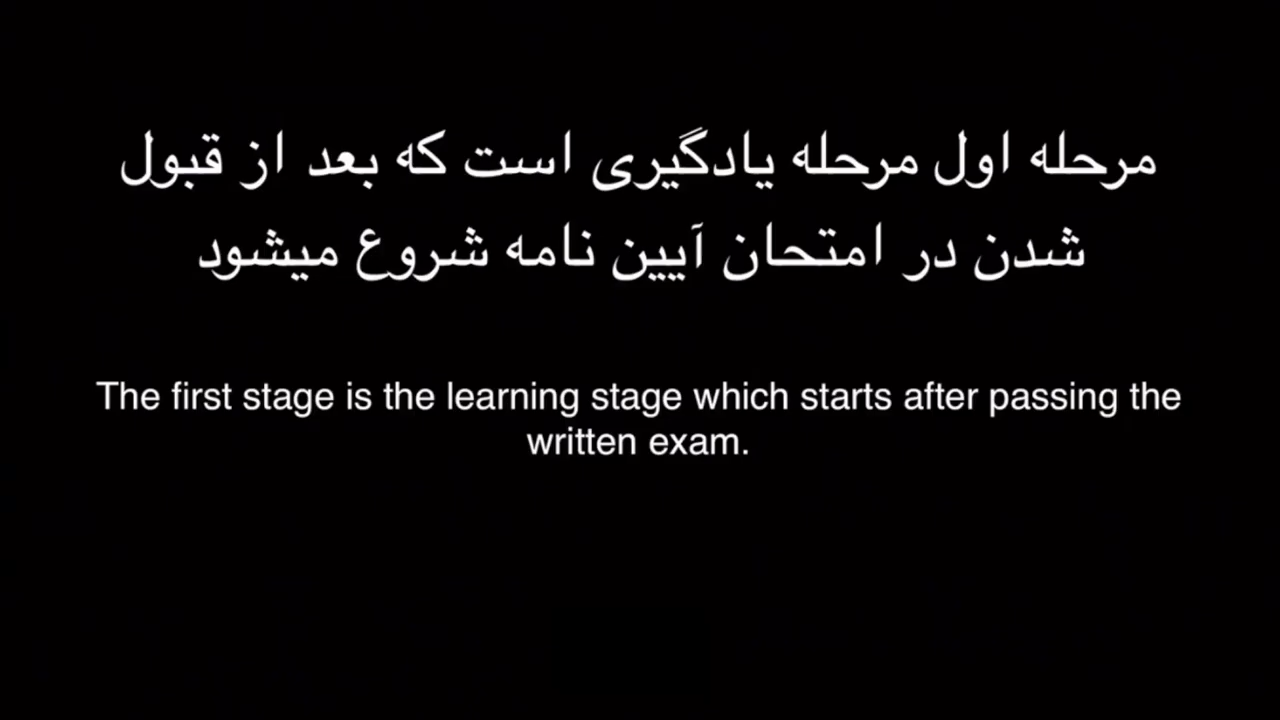 مرحله اول مرحله یادگیری است که بعد از قبول
شدن در امتحان آیین نامه شروع میشود
The first stage is the learning stage which starts after passing the
written exam.